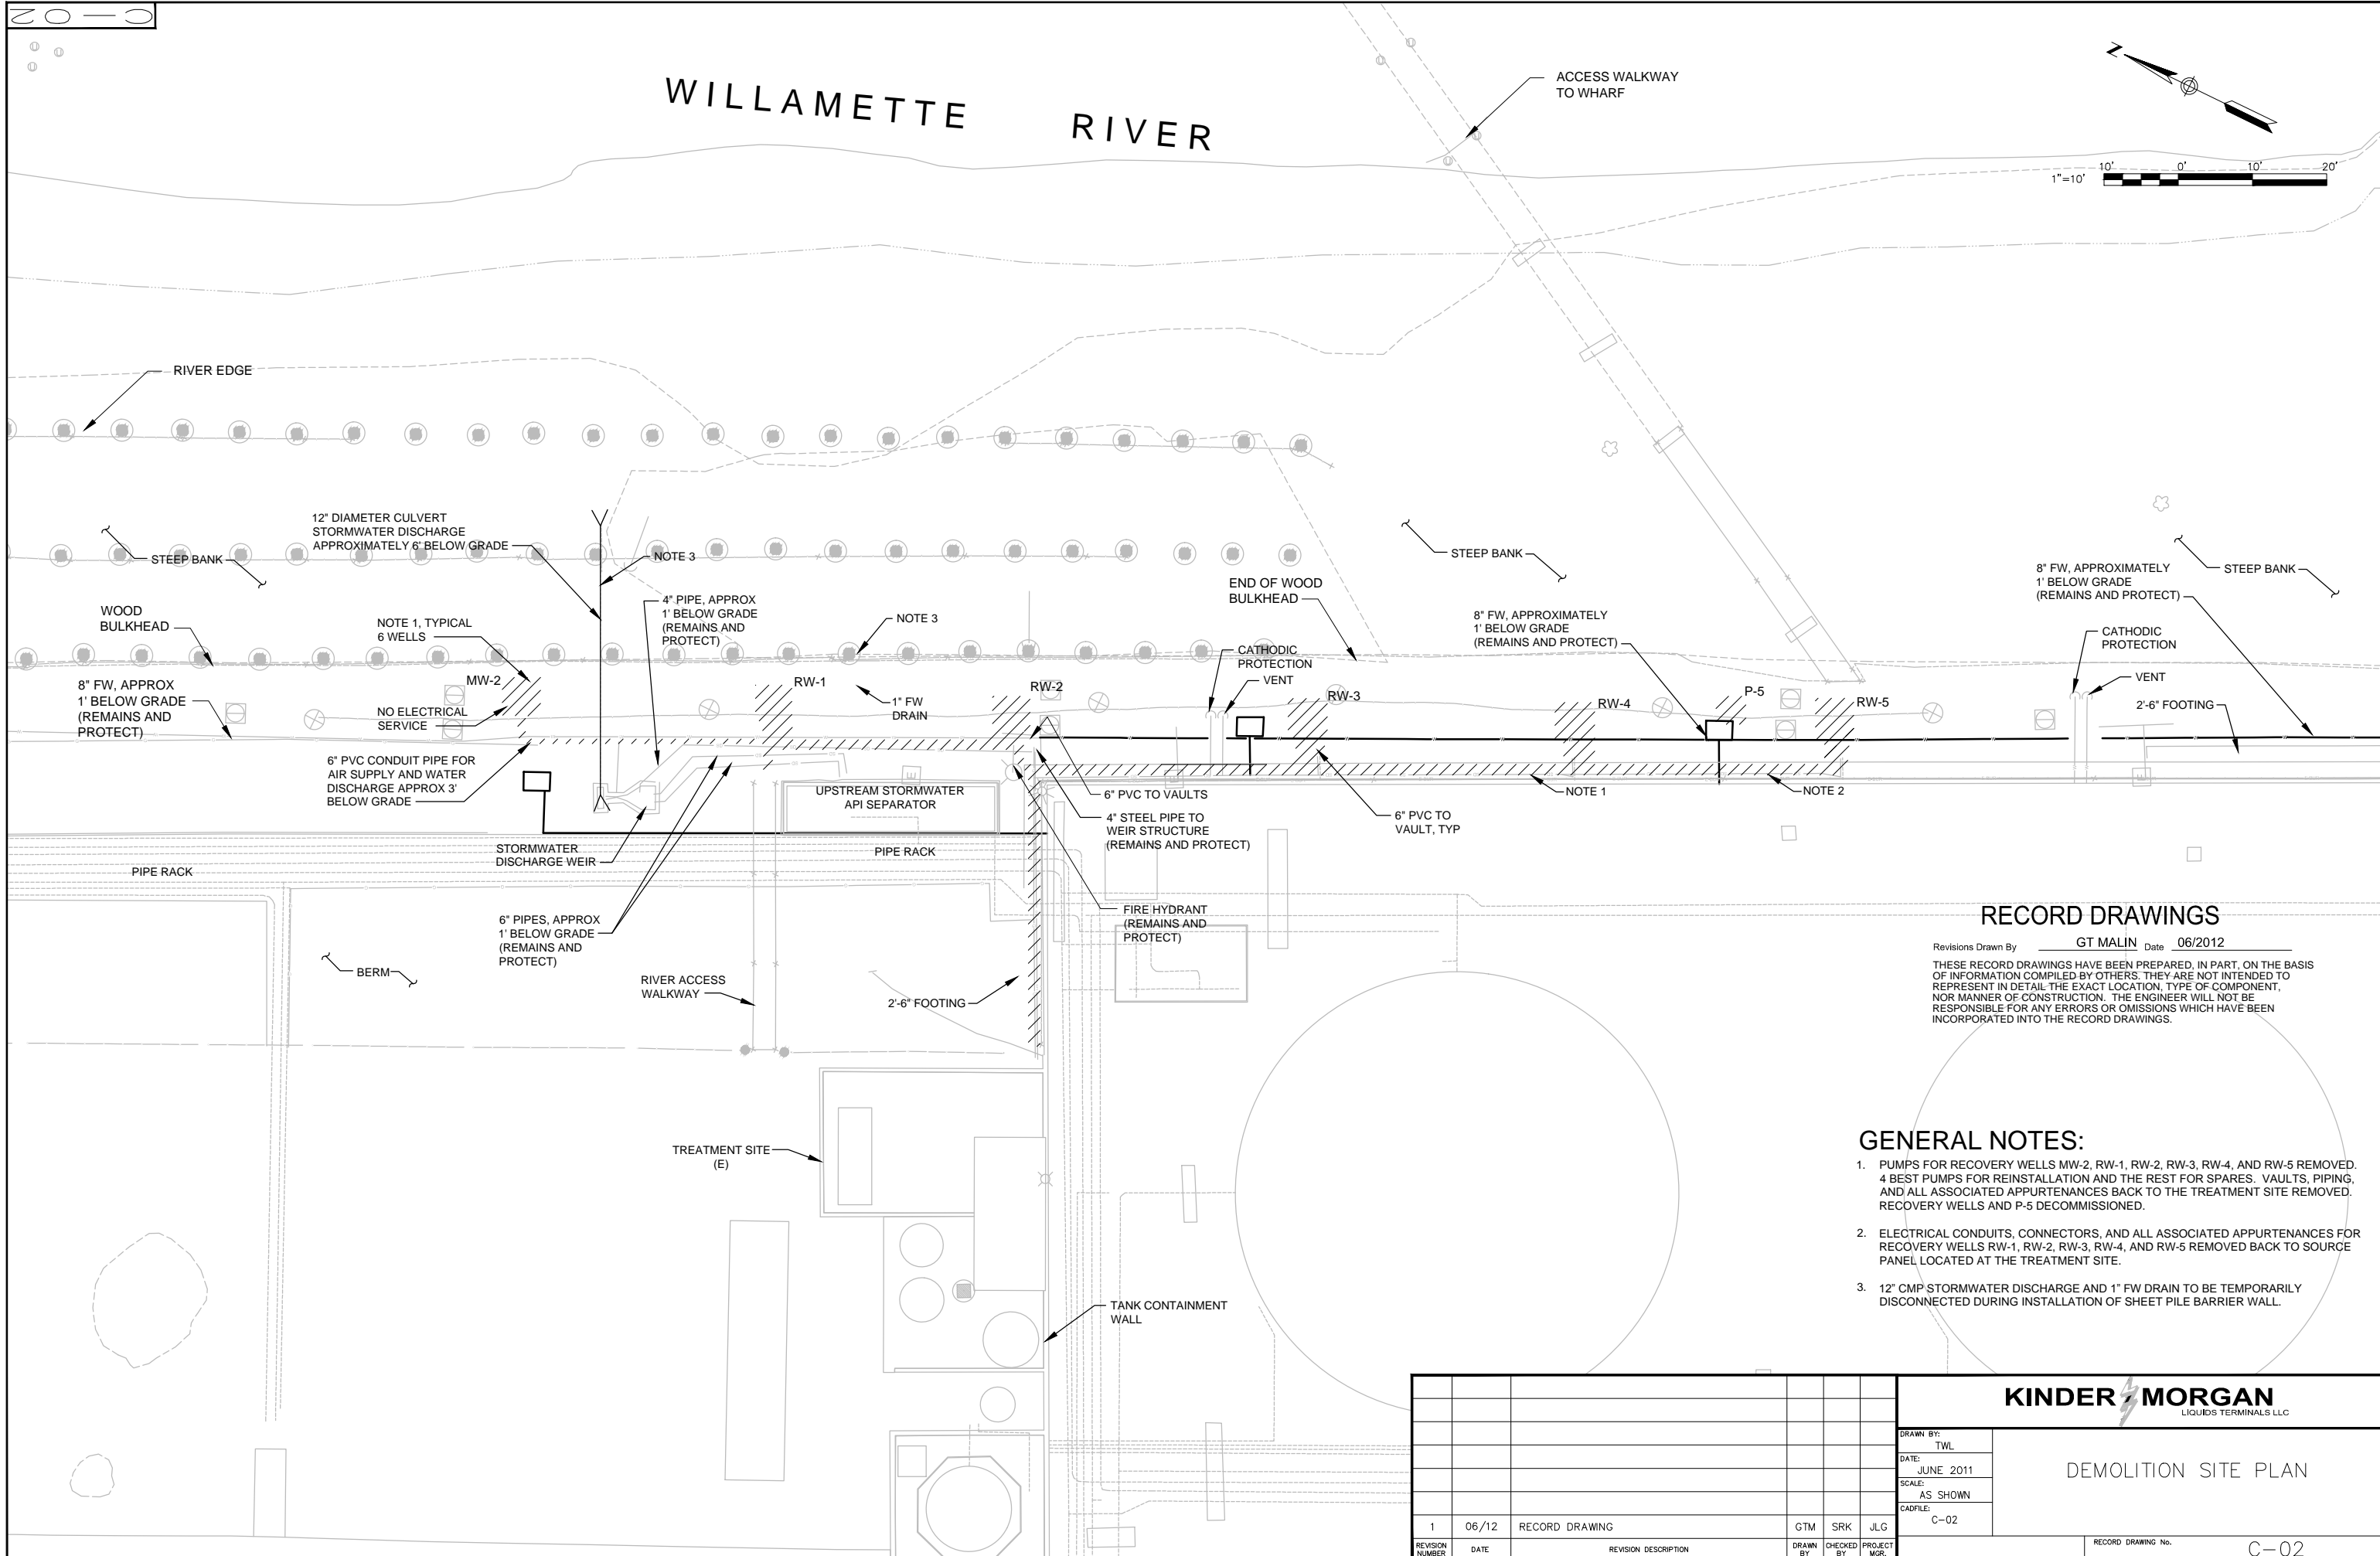 C-02
WILLAMETTE RIVER
ACCESS WALKWAY
TO WHARF
N
1"=10'
10' 0' 10' 20'
RIVER EDGE
12" DIAMETER CULVERT
STORMWATER DISCHARGE
APPROXIMATELY 6' BELOW GRADE
NOTE 3
STEEP BANK
STEEP BANK
STEEP BANK
WOOD
BULKHEAD
NOTE 1, TYPICAL
6 WELLS
4" PIPE, APPROX
1' BELOW GRADE
(REMAINS AND
PROTECT)
NOTE 3
END OF WOOD
BULKHEAD
8" FW, APPROXIMATELY
1' BELOW GRADE
(REMAINS AND PROTECT)
8" FW, APPROXIMATELY
1' BELOW GRADE
(REMAINS AND PROTECT)
CATHODIC
PROTECTION
VENT
CATHODIC
PROTECTION
VENT
2'-6" FOOTING
8" FW, APPROX
1' BELOW GRADE
(REMAINS AND
PROTECT)
MW-2
NO ELECTRICAL
SERVICE
RW-1
1" FW
DRAIN
RW-2
RW-3
RW-4
P-5
RW-5
6" PVC CONDUIT PIPE FOR
AIR SUPPLY AND WATER
DISCHARGE APPROX 3'
BELOW GRADE
E
E
E
UPSTREAM STORMWATER
API SEPARATOR
6" PVC TO VAULTS
4" STEEL PIPE TO
WEIR STRUCTURE
(REMAINS AND PROTECT)
6" PVC TO
VAULT, TYP
NOTE 1
NOTE 2
STORMWATER
DISCHARGE WEIR
PIPE RACK
PIPE RACK
6" PIPES, APPROX
1' BELOW GRADE
(REMAINS AND
PROTECT)
FIRE HYDRANT
(REMAINS AND
PROTECT)
BERM
RIVER ACCESS
WALKWAY
2'-6" FOOTING
TREATMENT SITE
(E)
TANK CONTAINMENT
WALL
RECORD DRAWINGS
Revisions Drawn By GT MALIN Date 06/2012
THESE RECORD DRAWINGS HAVE BEEN PREPARED, IN PART, ON THE BASIS
OF INFORMATION COMPILED BY OTHERS. THEY ARE NOT INTENDED TO
REPRESENT IN DETAIL THE EXACT LOCATION, TYPE OF COMPONENT,
NOR MANNER OF CONSTRUCTION. THE ENGINEER WILL NOT BE
RESPONSIBLE FOR ANY ERRORS OR OMISSIONS WHICH HAVE BEEN
INCORPORATED INTO THE RECORD DRAWINGS.
GENERAL NOTES:
1. PUMPS FOR RECOVERY WELLS MW-2, RW-1, RW-2, RW-3, RW-4, AND RW-5 REMOVED.
4 BEST PUMPS FOR REINSTALLATION AND THE REST FOR SPARES. VAULTS, PIPING,
AND ALL ASSOCIATED APPURTENANCES BACK TO THE TREATMENT SITE REMOVED.
RECOVERY WELLS AND P-5 DECOMMISSIONED.
2. ELECTRICAL CONDUITS, CONNECTORS, AND ALL ASSOCIATED APPURTENANCES FOR
RECOVERY WELLS RW-1, RW-2, RW-3, RW-4, AND RW-5 REMOVED BACK TO SOURCE
PANEL LOCATED AT THE TREATMENT SITE.
3. 12" CMP STORMWATER DISCHARGE AND 1" FW DRAIN TO BE TEMPORARILY
DISCONNECTED DURING INSTALLATION OF SHEET PILE BARRIER WALL.
KINDER MORGAN
LIQUIDS TERMINALS LLC
DRAWN BY:
TWL
DATE:
JUNE 2011
SCALE:
AS SHOWN
CADFILE:
C-02
DEMOLITION SITE PLAN
1 06/12 RECORD DRAWING GTM SRK JLG
REVISION NUMBER DATE REVISION DESCRIPTION DRAWN BY CHECKED BY PROJECT MGR.
RECORD DRAWING No.
C-02